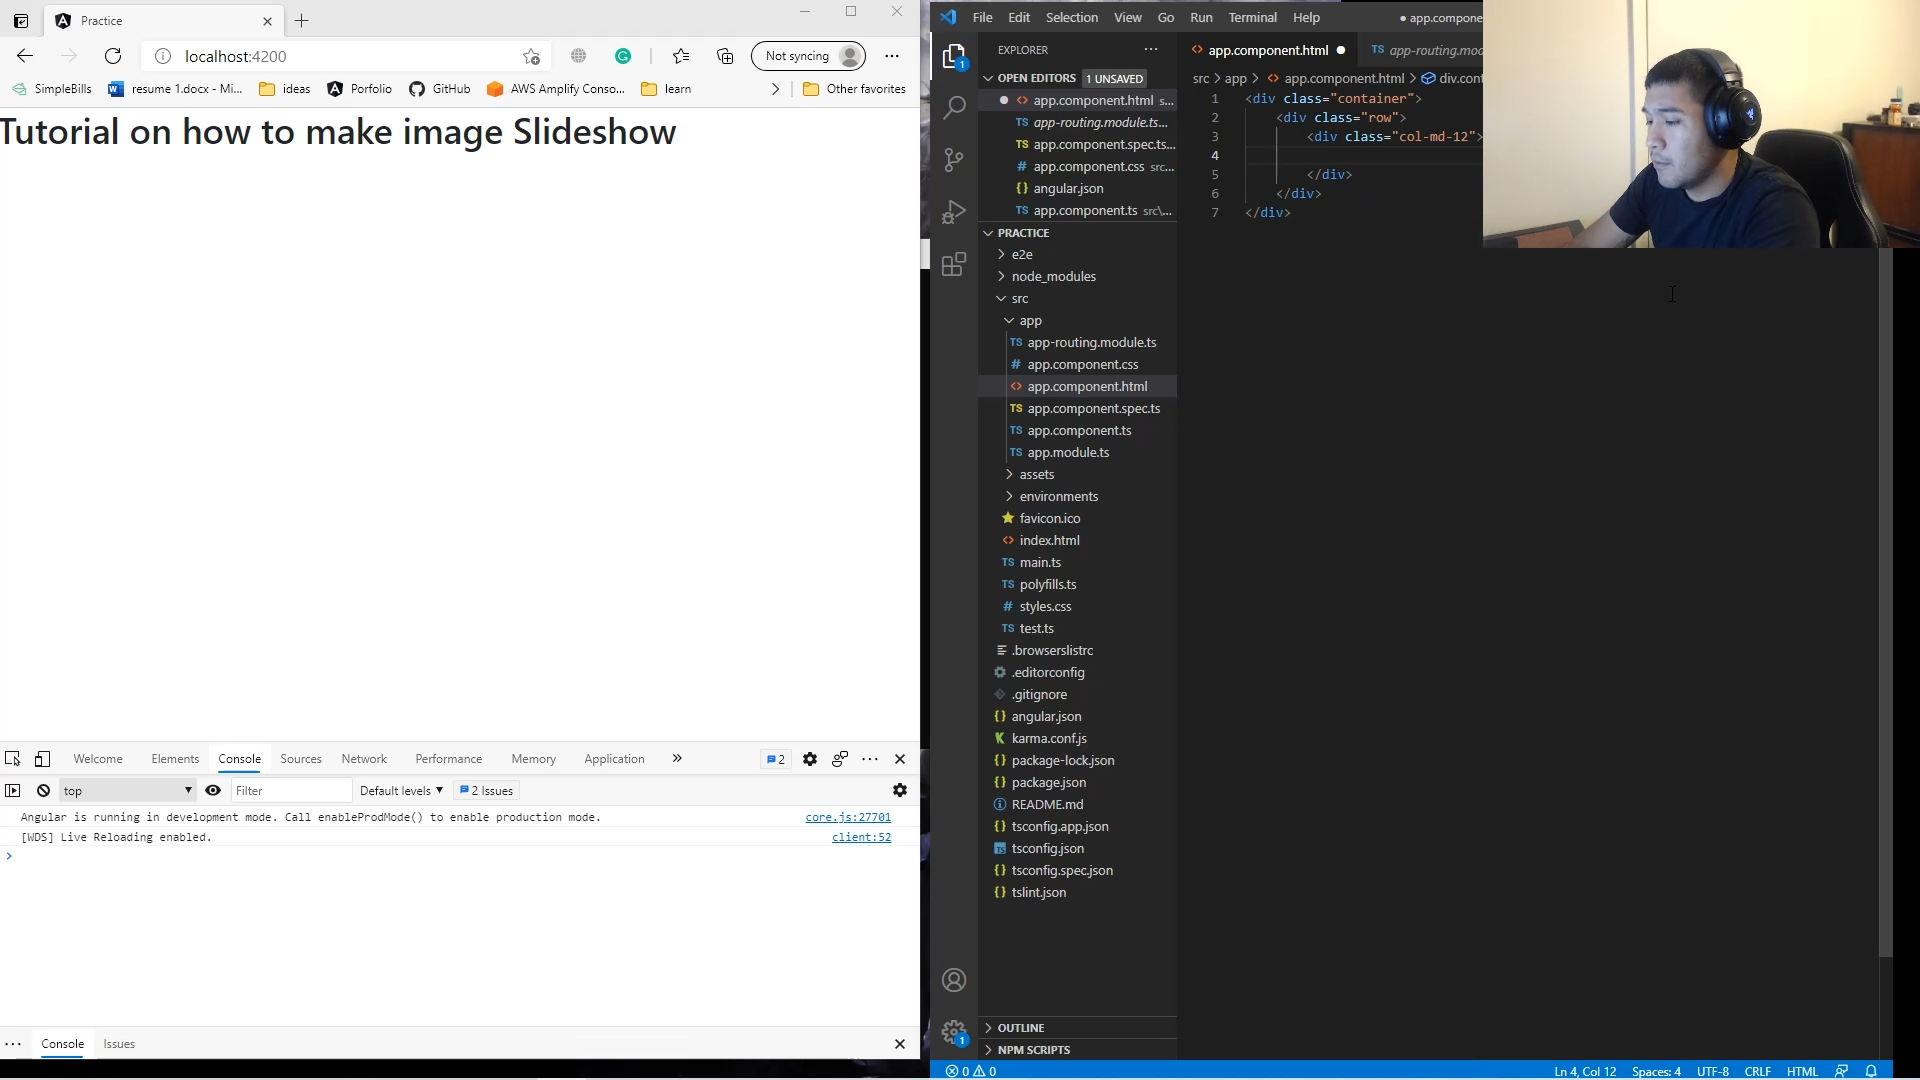 Practice
localhost:4200
Not syncing
SimpleBills
resume 1.docx - Mi...
ideas
Porfolio
GitHub
AWS Amplify Conso...
learn
Other favorites
Tutorial on how to make image Slideshow
Welcome
Elements
Console
Sources
Network
Performance
Memory
Application
2
top
Filter
Default levels
2 Issues
Angular is running in development mode. Call enableProdMode() to enable production mode.
core.js:27701
[WDS] Live Reloading enabled.
client:52
Console
Issues
File
Edit
Selection
View
Go
Run
Terminal
Help
● app.compone
EXPLORER
OPEN EDITORS
1 UNSAVED
app.component.html s...
app-routing.module.ts...
app.component.spec.ts...
app.component.css src...
angular.json
app.component.ts src\...
PRACTICE
e2e
node_modules
src
app
app-routing.module.ts
app.component.css
app.component.html
app.component.spec.ts
app.component.ts
app.module.ts
assets
environments
favicon.ico
index.html
main.ts
polyfills.ts
styles.css
test.ts
.browserslistrc
.editorconfig
.gitignore
angular.json
karma.conf.js
package-lock.json
package.json
README.md
tsconfig.app.json
tsconfig.json
tsconfig.spec.json
tslint.json
OUTLINE
NPM SCRIPTS
app.component.html
app-routing.mod
src > app > app.component.html > div.cont
1 <div class="container">
2 <div class="row">
3 <div class="col-md-12">
4
5 </div>
6 </div>
7 </div>
0 0
Ln 4, Col 12
Spaces: 4
UTF-8
CRLF
HTML